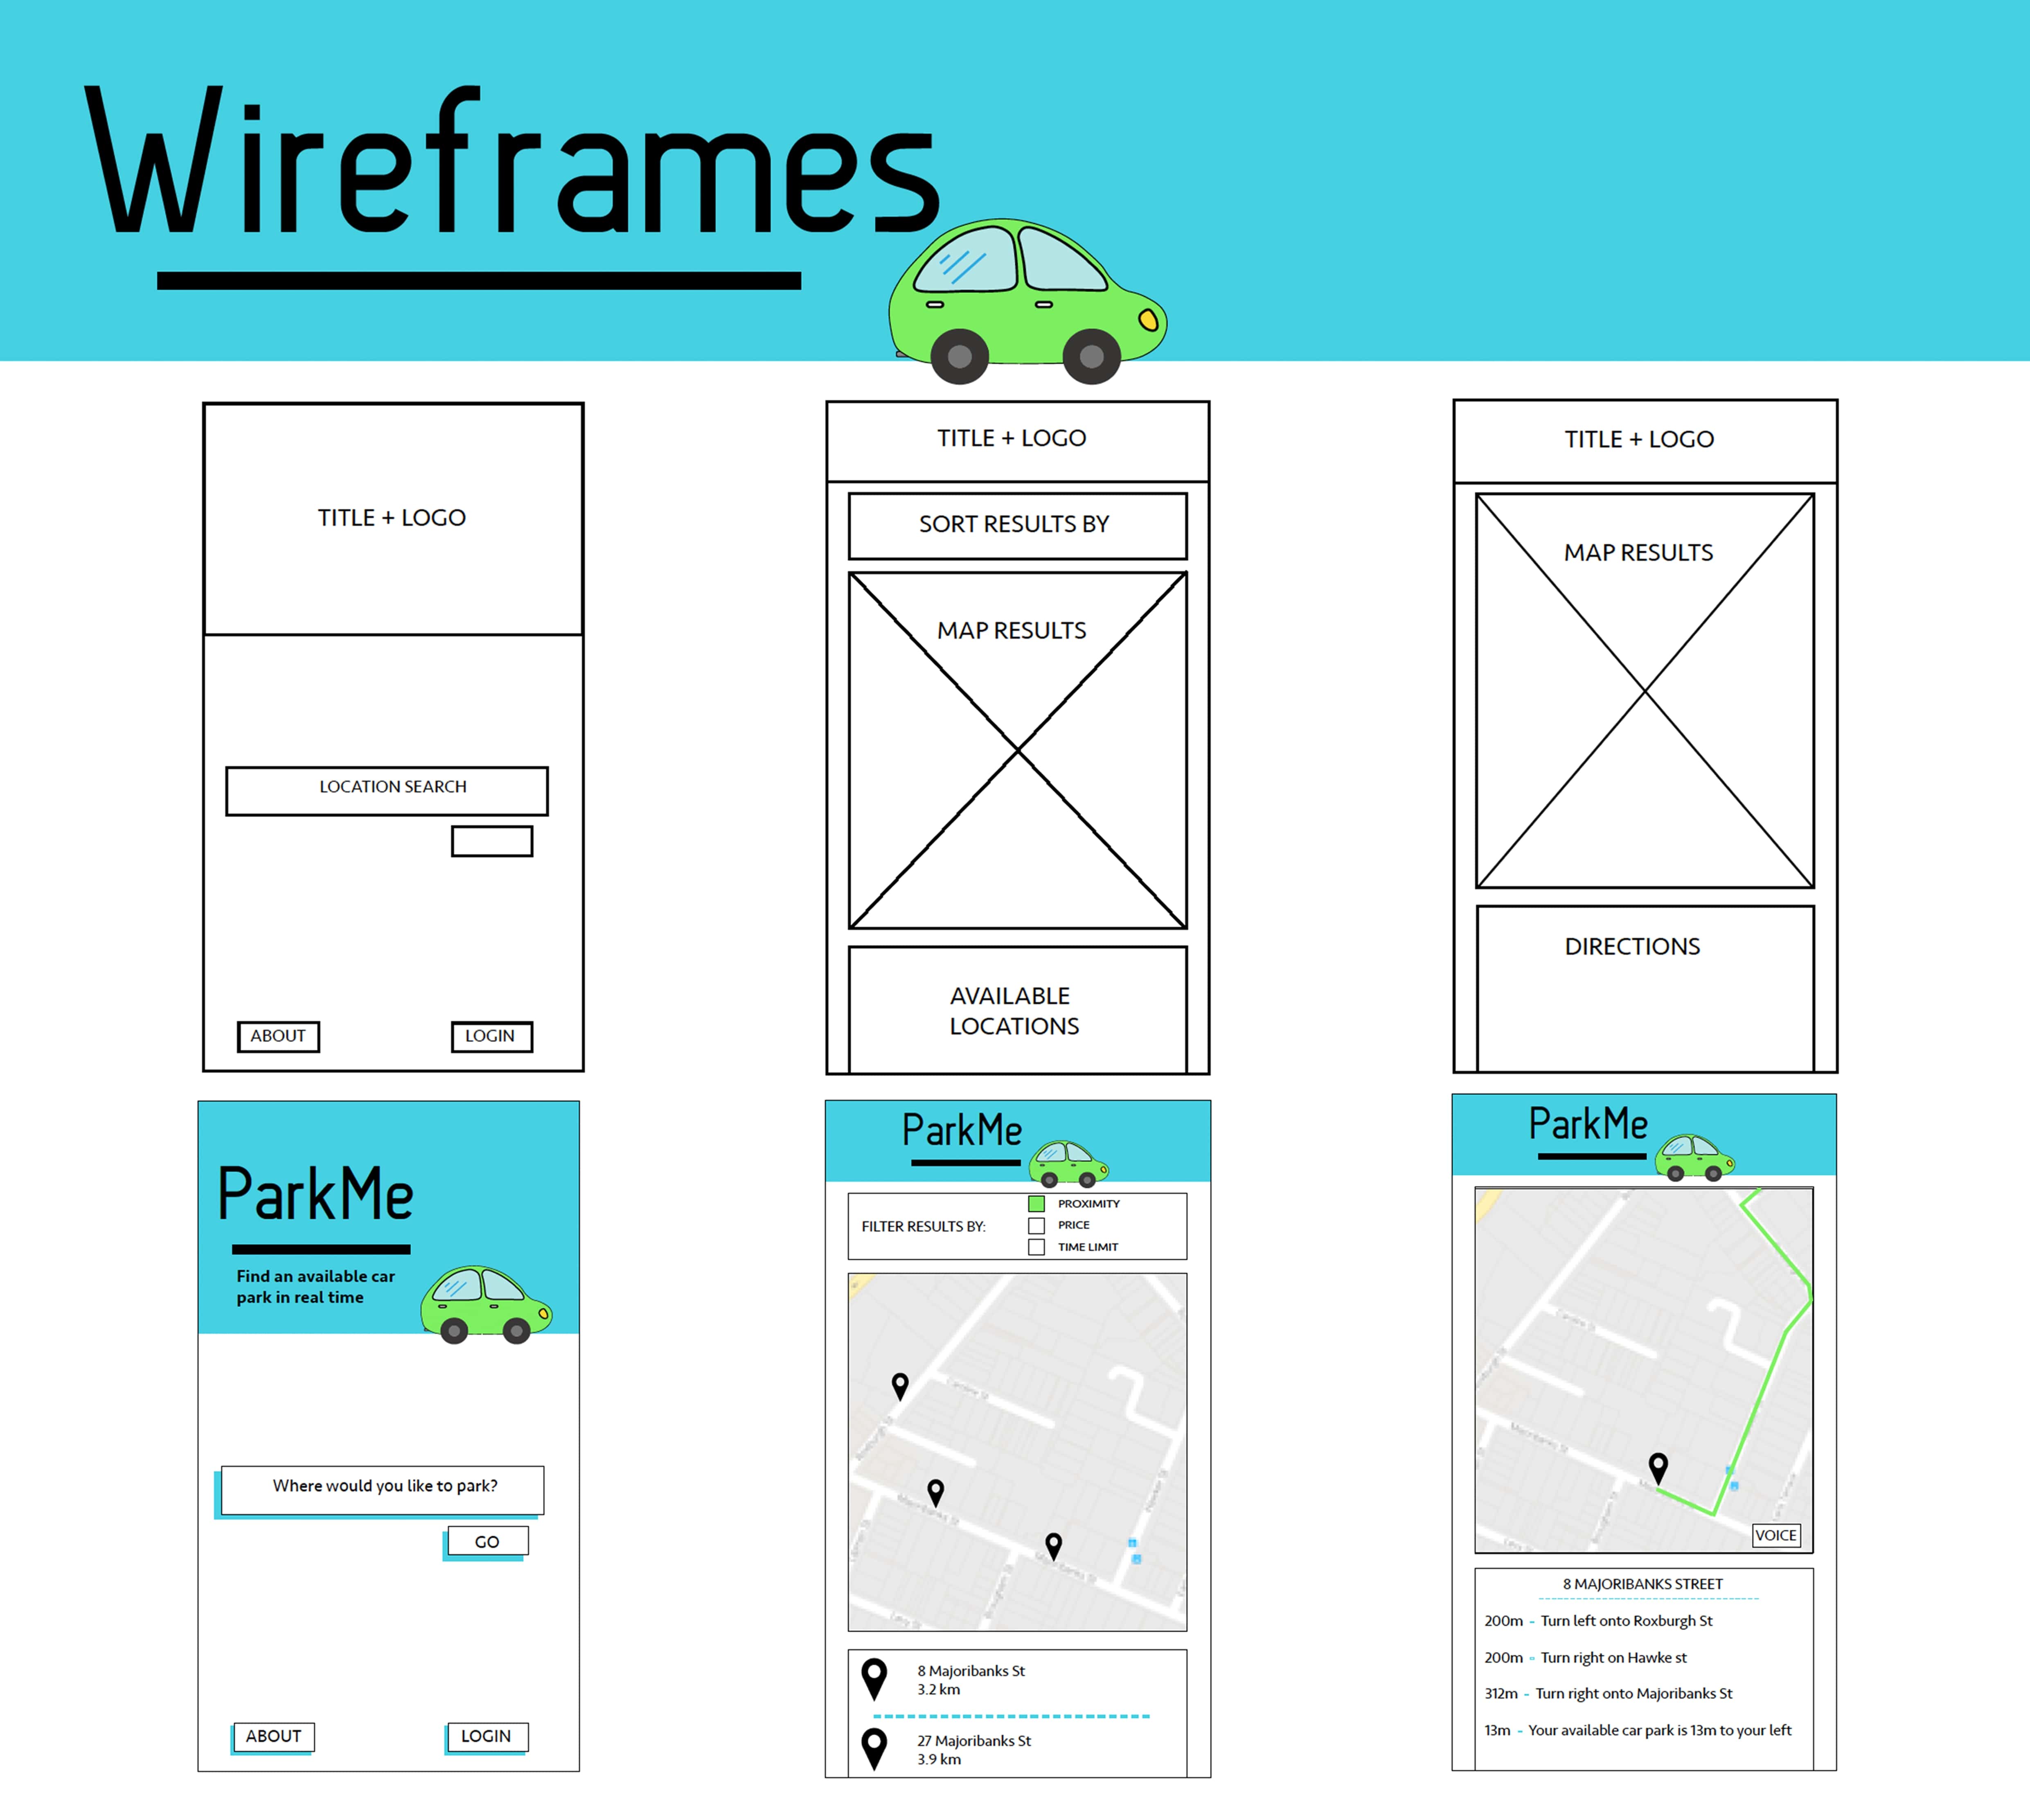 Wireframes
TITLE + LOGO
LOCATION SEARCH
ABOUT
LOGIN
TITLE + LOGO
SORT RESULTS BY
MAP RESULTS
AVAILABLE
LOCATIONS
TITLE + LOGO
MAP RESULTS
DIRECTIONS
ParkMe
Find an available car
park in real time
Where would you like to park?
GO
ABOUT
LOGIN
ParkMe
FILTER RESULTS BY:
PROXIMITY
PRICE
TIME LIMIT
8 Majoribanks St
3.2 km
27 Majoribanks St
3.9 km
ParkMe
VOICE
8 MAJORIBANKS STREET
200m - Turn left onto Roxburgh St
200m - Turn right on Hawke st
312m - Turn right onto Majoribanks St
13m - Your available car park is 13m to your left